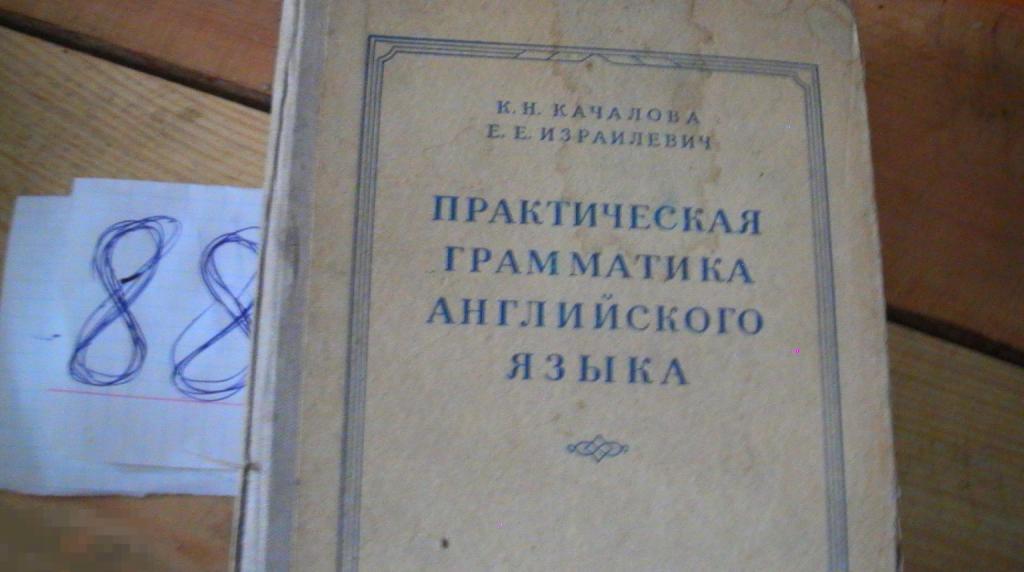 К. Н. КАЧАЛОВА
Е. Е. ИЗРАИЛЕВИЧ
ПРАКТИЧЕСКАЯ
ГРАММАТИКА
АНГЛИЙСКОГО
ЯЗЫКА
88